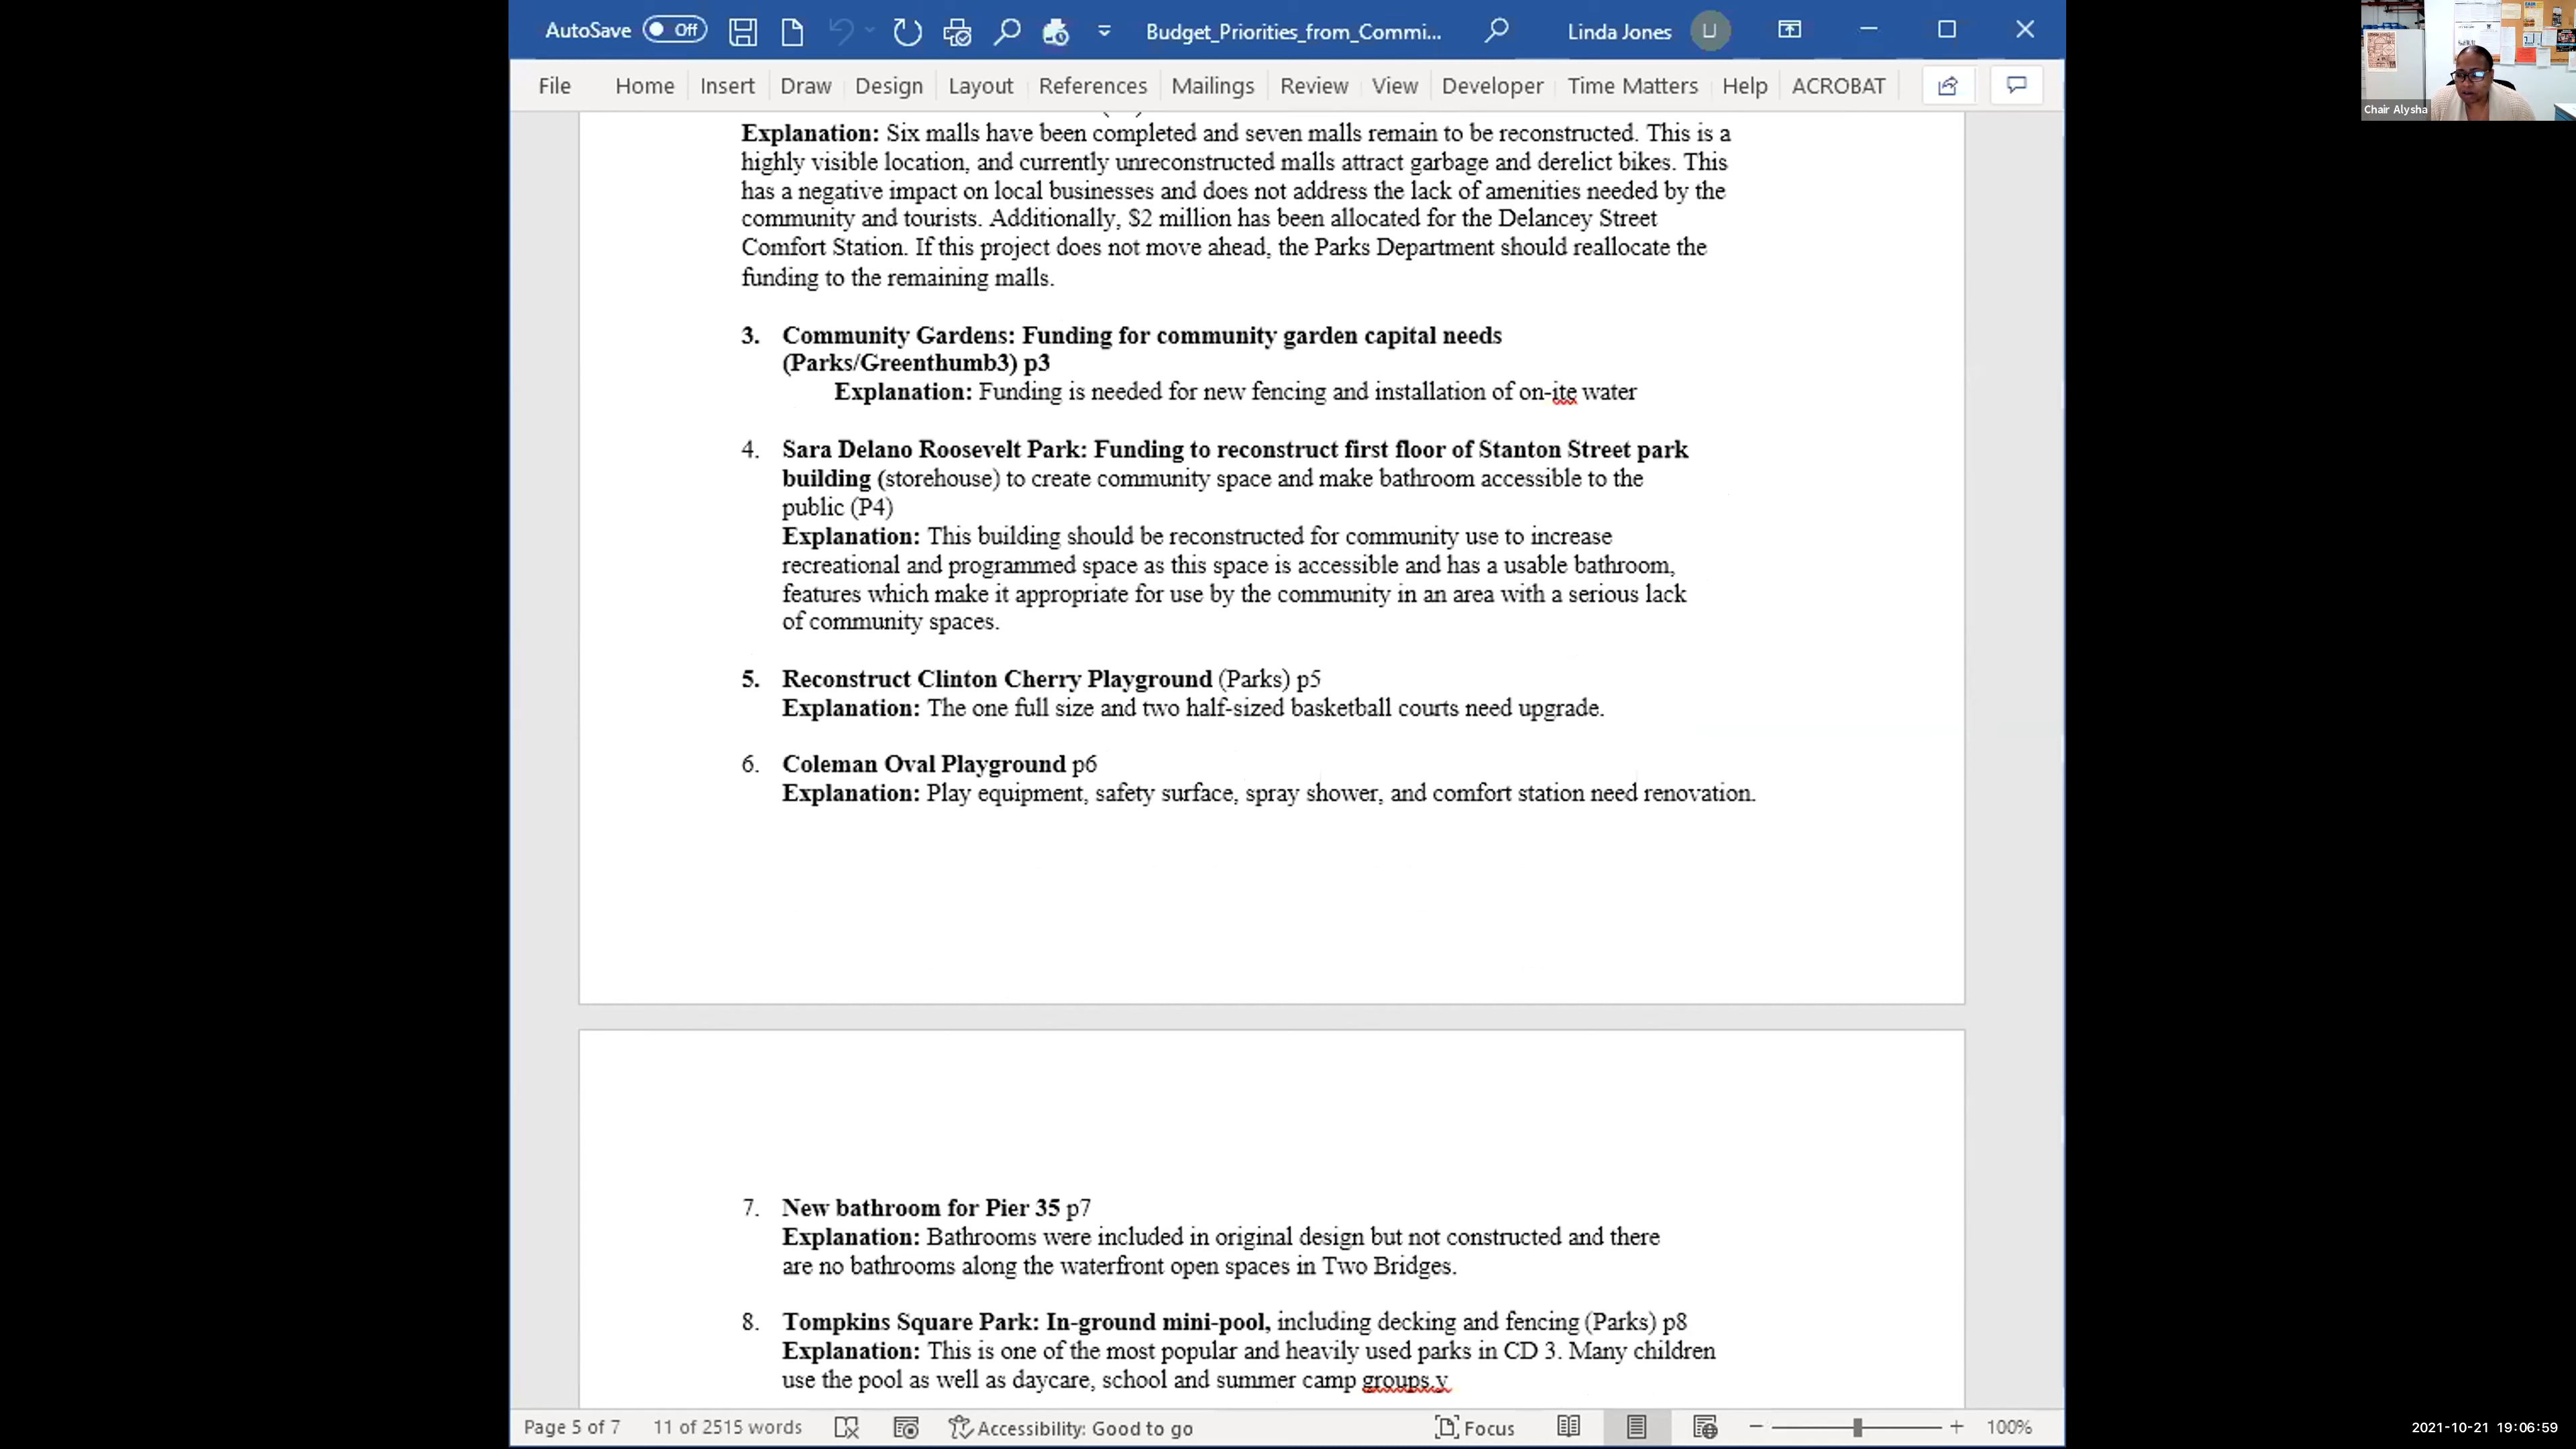 AutoSave Off Budget_Priorities_from_Commi... Linda Jones LJ
File Home Insert Draw Design Layout References Mailings Review View Developer Time Matters Help ACROBAT
Chair Alysha
Explanation: Six malls have been completed and seven malls remain to be reconstructed. This is a
highly visible location, and currently unreconstructed malls attract garbage and derelict bikes. This
has a negative impact on local businesses and does not address the lack of amenities needed by the
community and tourists. Additionally, $2 million has been allocated for the Delancey Street
Comfort Station. If this project does not move ahead, the Parks Department should reallocate the
funding to the remaining malls.
3. Community Gardens: Funding for community garden capital needs
(Parks/Greenthumb3) p3
Explanation: Funding is needed for new fencing and installation of on-ite water
4. Sara Delano Roosevelt Park: Funding to reconstruct first floor of Stanton Street park
building (storehouse) to create community space and make bathroom accessible to the
public (P4)
Explanation: This building should be reconstructed for community use to increase
recreational and programmed space as this space is accessible and has a usable bathroom,
features which make it appropriate for use by the community in an area with a serious lack
of community spaces.
5. Reconstruct Clinton Cherry Playground (Parks) p5
Explanation: The one full size and two half-sized basketball courts need upgrade.
6. Coleman Oval Playground p6
Explanation: Play equipment, safety surface, spray shower, and comfort station need renovation.
7. New bathroom for Pier 35 p7
Explanation: Bathrooms were included in original design but not constructed and there
are no bathrooms along the waterfront open spaces in Two Bridges.
8. Tompkins Square Park: In-ground mini-pool, including decking and fencing (Parks) p8
Explanation: This is one of the most popular and heavily used parks in CD 3. Many children
use the pool as well as daycare, school and summer camp groups.y
Page 5 of 7 11 of 2515 words Accessibility: Good to go Focus 100%
2021-10-21 19:06:59